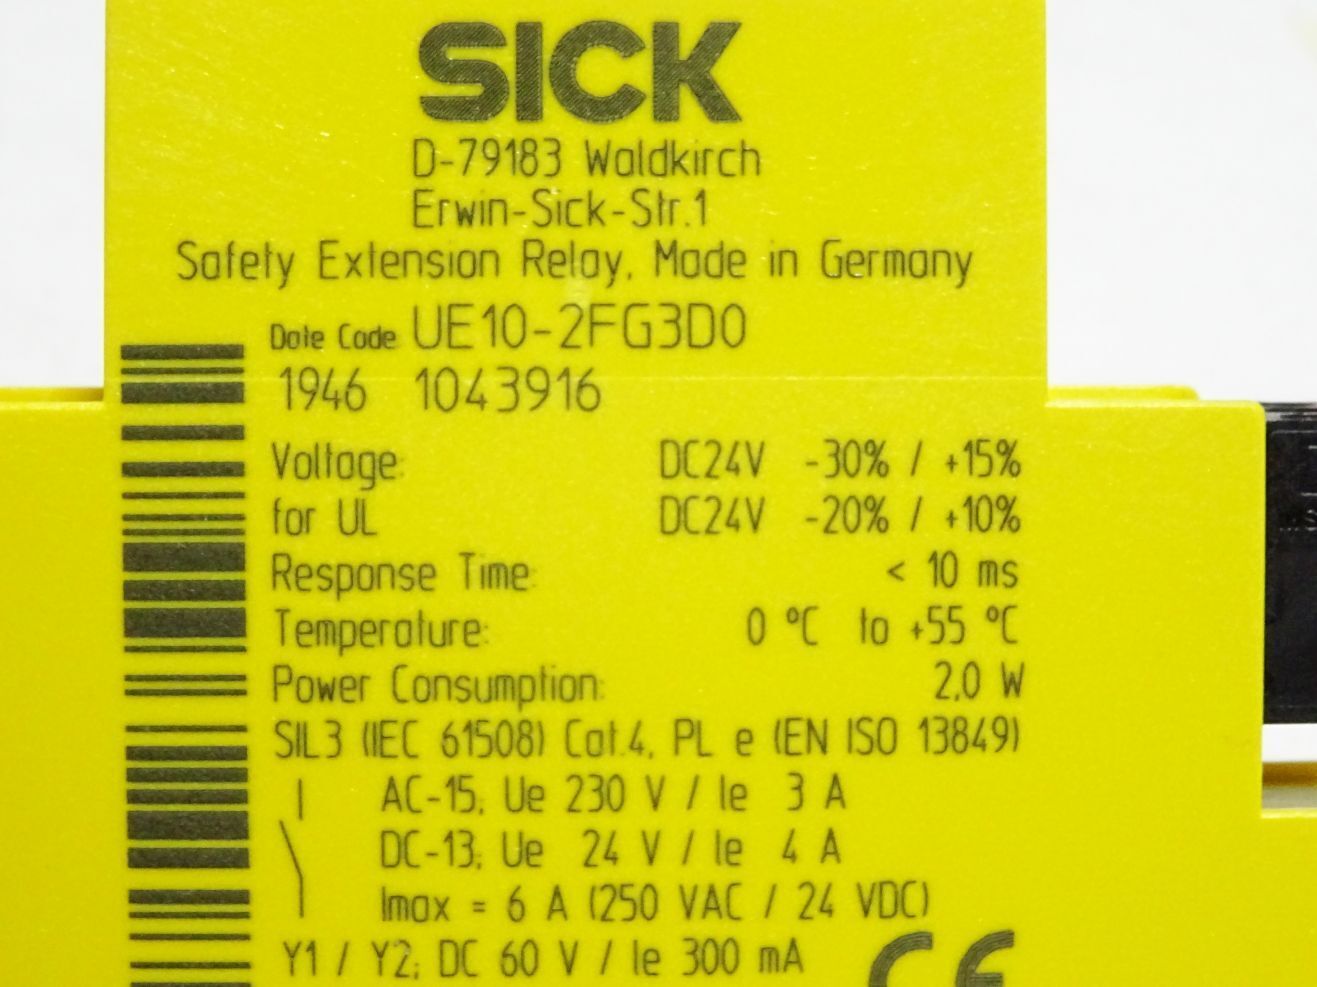 SICK
D-79183 Waldkirch
Erwin-Sick-Str.1
Safety Extension Relay, Made in Germany
Date Code UE10-2FG3D0
1946 1043916
Voltage: DC24V -30% / +15%
for UL DC24V -20% / +10%
Response Time: < 10 ms
Temperature: 0 °C to +55 °C
Power Consumption: 2,0 W
SIL3 (IEC 61508) Cat.4, PL e (EN ISO 13849)
AC-15; Ue 230 V / Ie 3 A
DC-13; Ue 24 V / Ie 4 A
Imax = 6 A (250 VAC / 24 VDC)
Y1 / Y2; DC 60 V / Ie 300 mA
CE